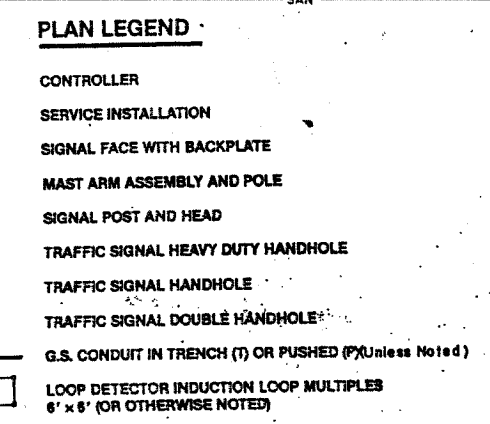 SAN
PLAN LEGEND
CONTROLLER
SERVICE INSTALLATION
SIGNAL FACE WITH BACKPLATE
MAST ARM ASSEMBLY AND POLE
SIGNAL POST AND HEAD
TRAFFIC SIGNAL HEAVY DUTY HANDHOLE
TRAFFIC SIGNAL HANDHOLE
TRAFFIC SIGNAL DOUBLE HANDHOLE
G.S. CONDUIT IN TRENCH (T) OR PUSHED (P)(Unless Noted)
LOOP DETECTOR INDUCTION LOOP MULTIPLES
6' x 6' (OR OTHERWISE NOTED)